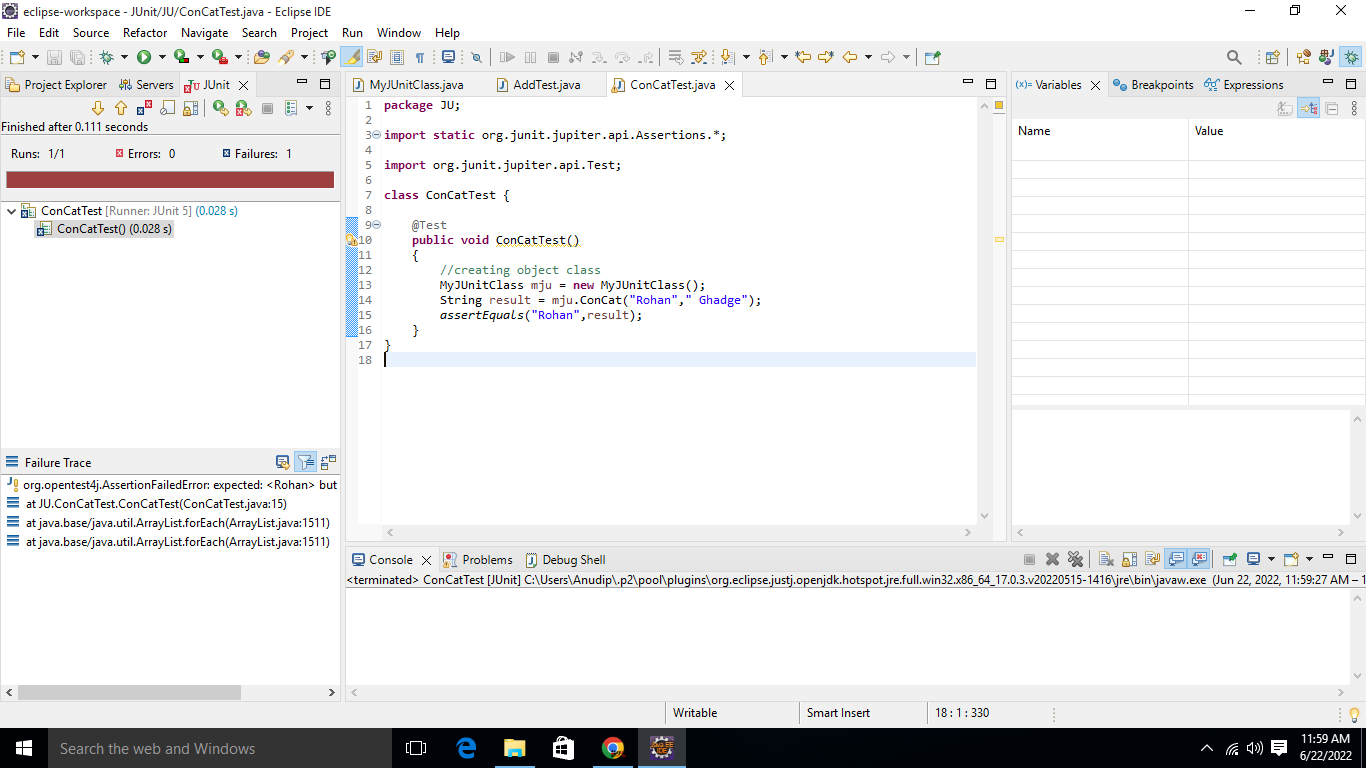 eclipse-workspace - JUnit/JU/ConCatTest.java - Eclipse IDE
File Edit Source Refactor Navigate Search Project Run Window Help
Project Explorer Servers JUnit
Finished after 0.111 seconds
Runs: 1/1 Errors: 0 Failures: 1
ConCatTest [Runner: JUnit 5] (0.028 s)
ConCatTest() (0.028 s)
Failure Trace
org.opentest4j.AssertionFailedError: expected: <Rohan> but
at JU.ConCatTest.ConCatTest(ConCatTest.java:15)
at java.base/java.util.ArrayList.forEach(ArrayList.java:1511)
at java.base/java.util.ArrayList.forEach(ArrayList.java:1511)
MyJUnitClass.java AddTest.java ConCatTest.java
1 package JU;
2
3 import static org.junit.jupiter.api.Assertions.*;
4
5 import org.junit.jupiter.api.Test;
6
7 class ConCatTest {
8
9 @Test
10 public void ConCatTest()
11 {
12 //creating object class
13 MyJUnitClass mju = new MyJUnitClass();
14 String result = mju.ConCat("Rohan"," Ghadge");
15 assertEquals("Rohan",result);
16 }
17 }
18
(x)= Variables Breakpoints Expressions
Name Value
Console Problems Debug Shell
<terminated> ConCatTest [JUnit] C:\Users\Anudip\.p2\pool\plugins\org.eclipse.justj.openjdk.hotspot.jre.full.win32.x86_64_17.0.3.v20220515-1416\jre\bin\javaw.exe (Jun 22, 2022, 11:59:27 AM – 1
Writable Smart Insert 18 : 1 : 330
Search the web and Windows
11:59 AM
6/22/2022